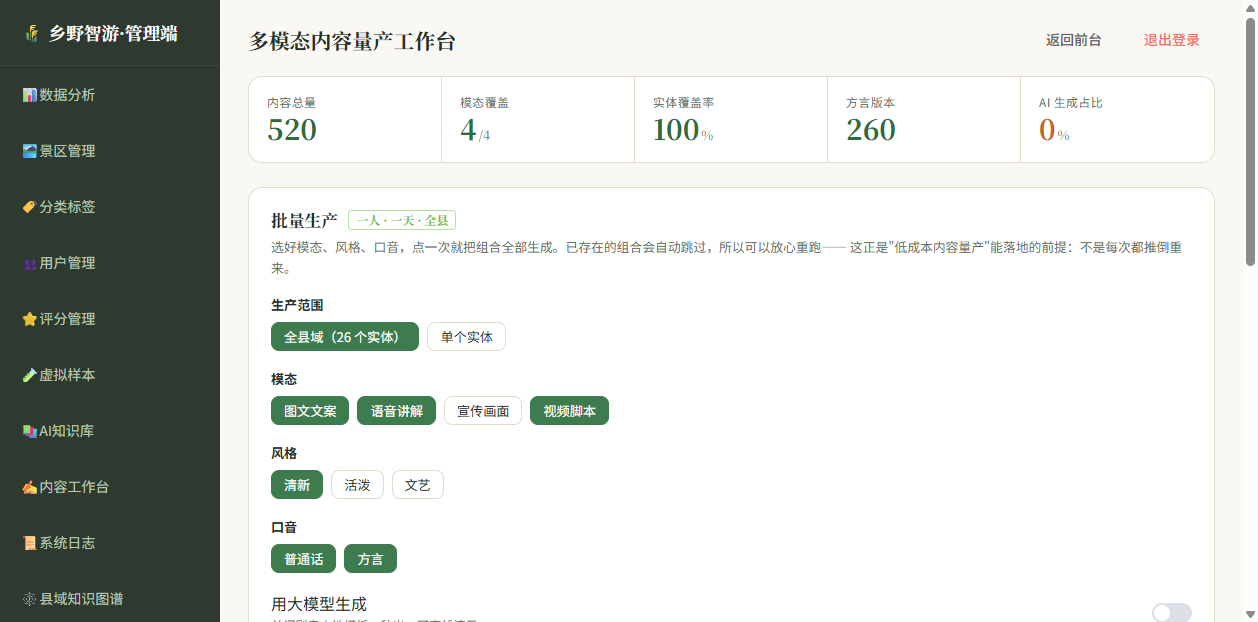 乡野智游·管理端
数据分析
景区管理
分类标签
用户管理
评分管理
虚拟样本
AI知识库
内容工作台
系统日志
县域知识图谱
多模态内容量产工作台
返回前台
退出登录
内容总量
520
模态覆盖
4/4
实体覆盖率
100%
方言版本
260
AI 生成占比
0%
批量生产 一人·一天·全县
选好模态、风格、口音，点一次就把组合全部生成。已存在的组合会自动跳过，所以可以放心重跑—— 这正是"低成本内容量产"能落地的前提：不是每次都推倒重
来。
生产范围
全县域（26 个实体） 单个实体
模态
图文文案 语音讲解 宣传画面 视频脚本
风格
清新 活泼 文艺
口音
普通话 方言
用大模型生成